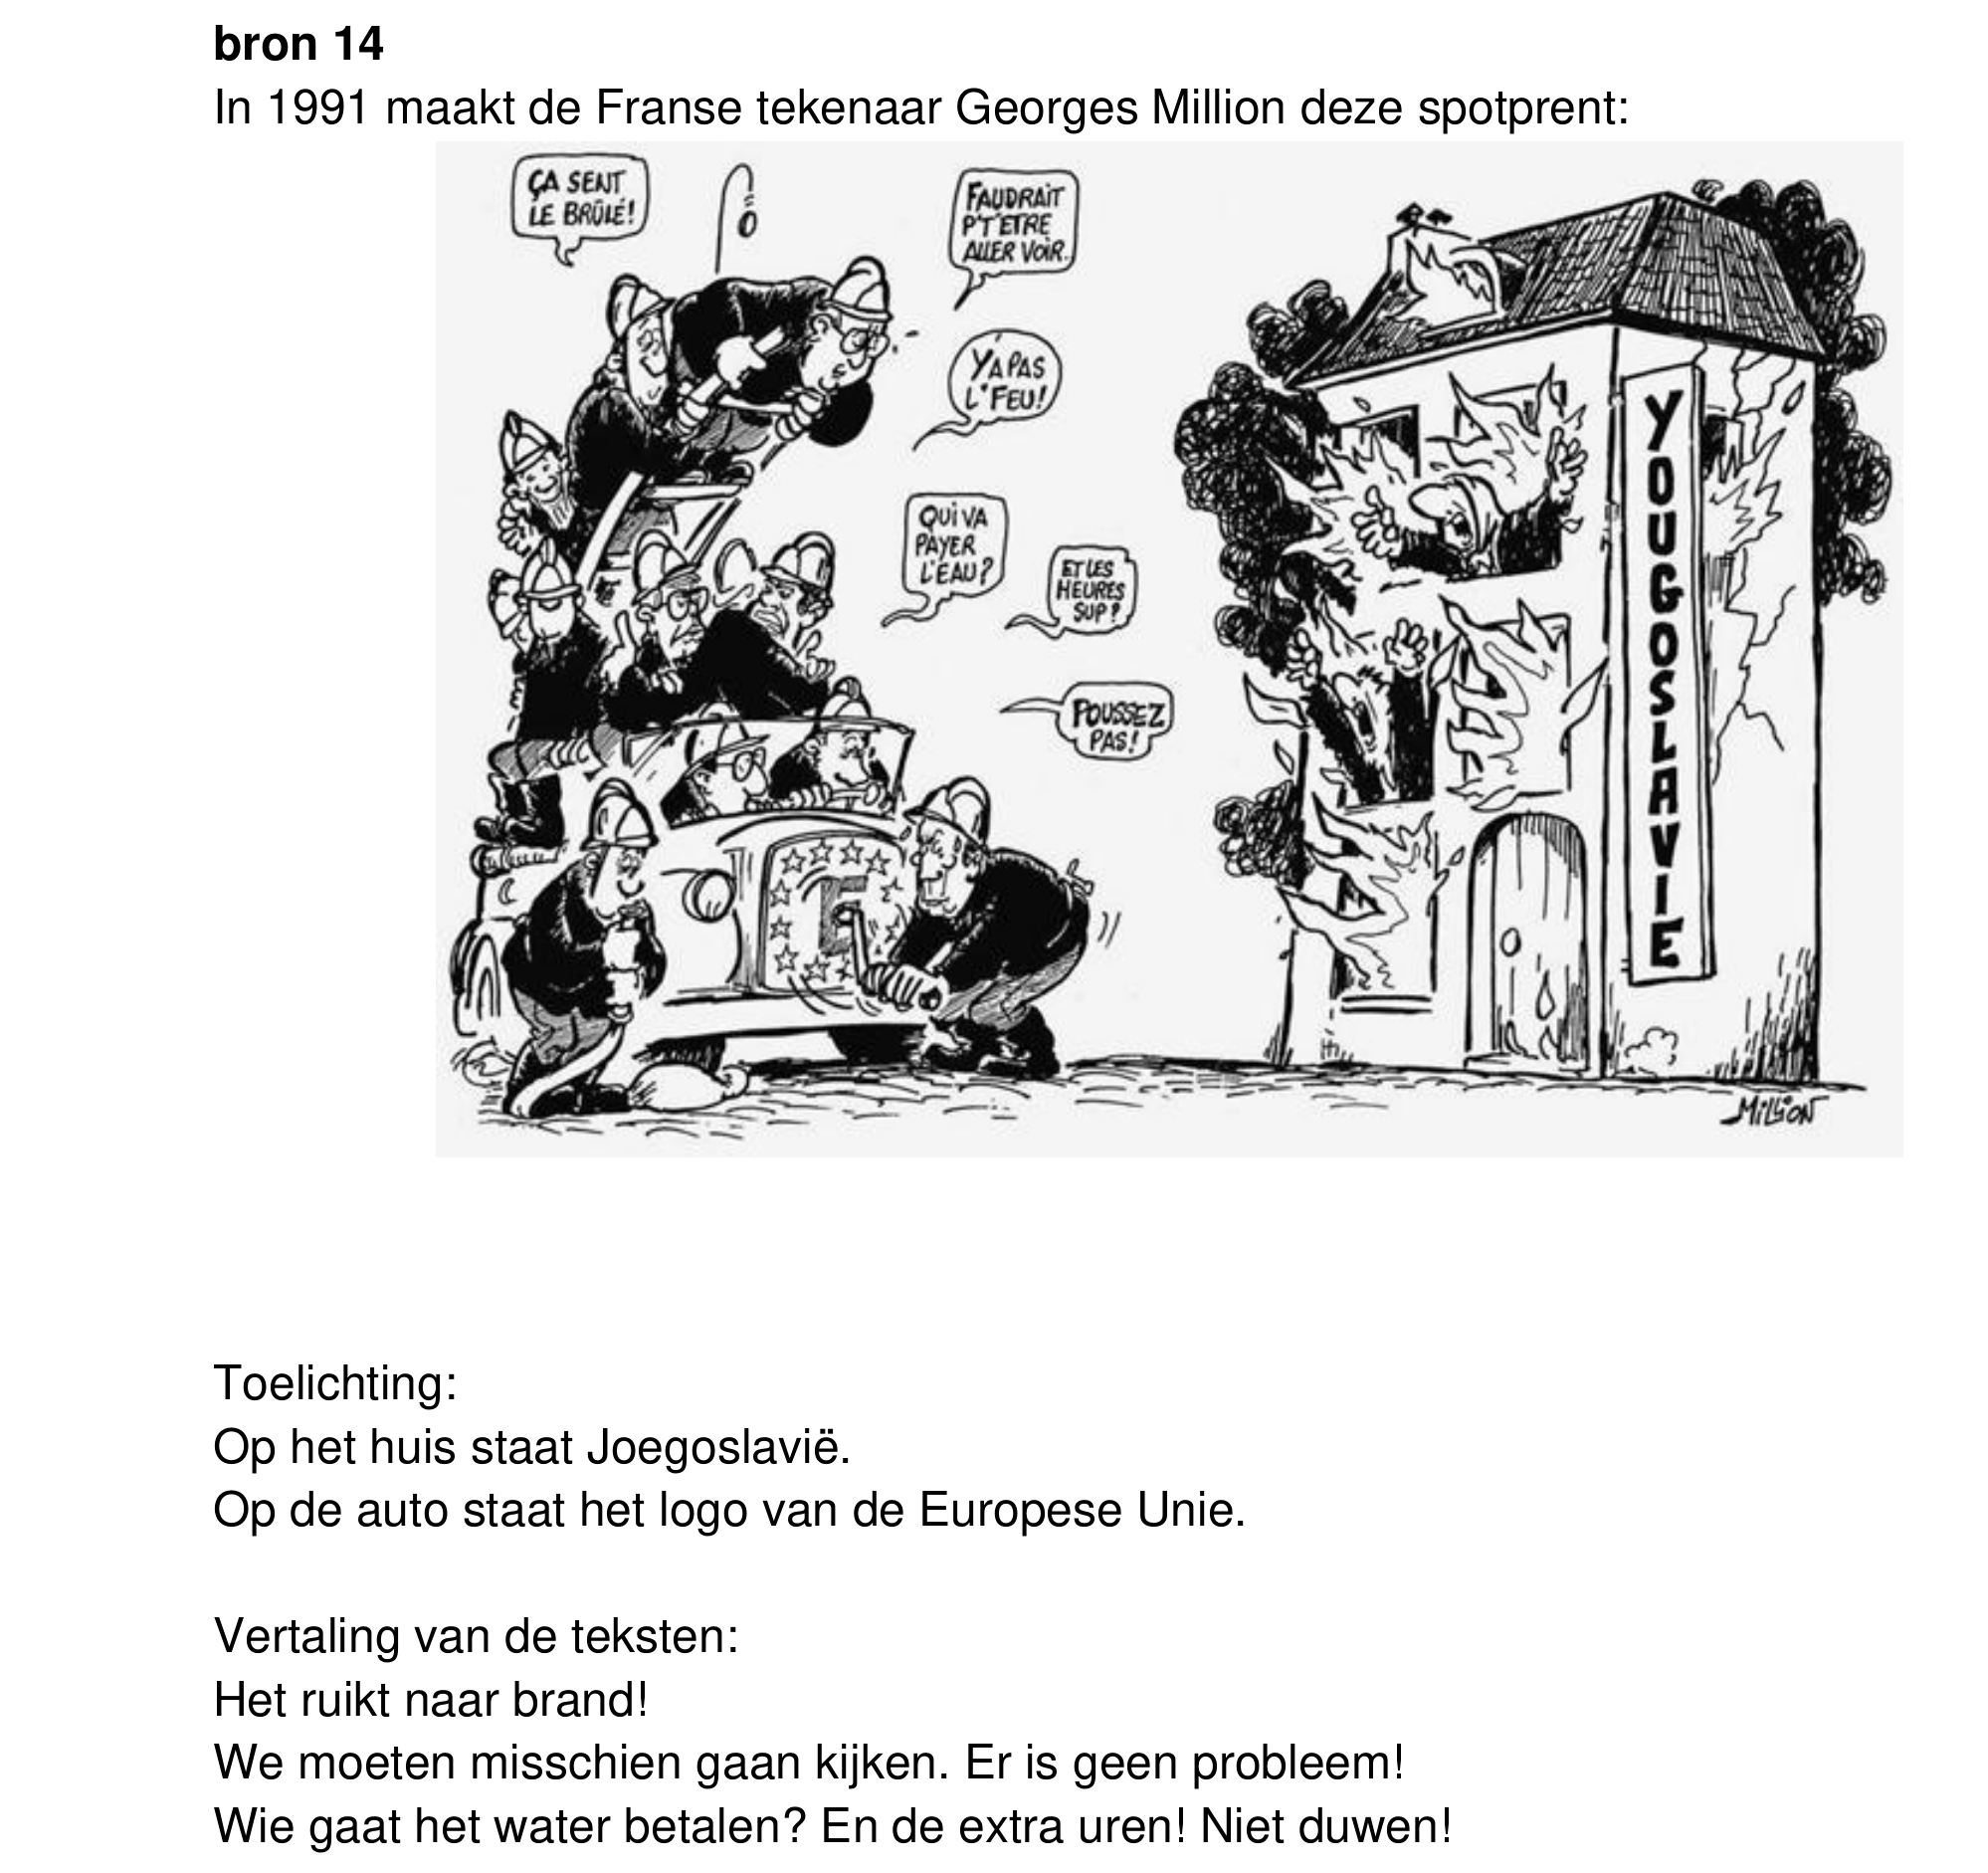 bron 14
In 1991 maakt de Franse tekenaar Georges Million deze spotprent:
ÇA SENT
LE BRÛLÉ!
FAUDRAIT
P'T'ETRE
ALLER VOIR.
Y'A PAS
L'FEU!
QUI VA
PAYER
L'EAU?
ET LES
HEURES
SUP?
POUSSEZ
PAS!
E
YOUGOSLAVIE
MILLION
Toelichting:
Op het huis staat Joegoslavië.
Op de auto staat het logo van de Europese Unie.
Vertaling van de teksten:
Het ruikt naar brand!
We moeten misschien gaan kijken. Er is geen probleem!
Wie gaat het water betalen? En de extra uren! Niet duwen!